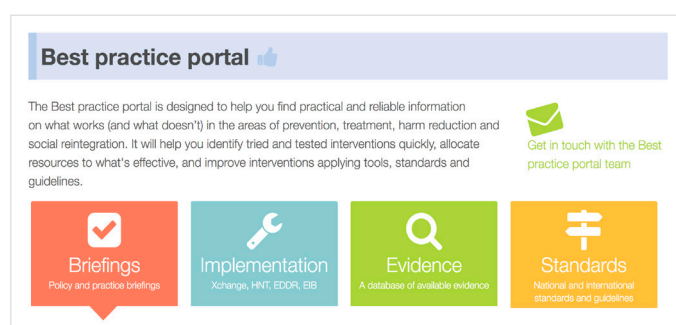 Best practice portal
The Best practice portal is designed to help you find practical and reliable information
on what works (and what doesn't) in the areas of prevention, treatment, harm reduction and
social reintegration. It will help you identify tried and tested interventions quickly, allocate
resources to what's effective, and improve interventions applying tools, standards and
guidelines.
Get in touch with the Best
practice portal team
Briefings
Policy and practice briefings
Implementation
Xchange, HNT, EDDR, EIB
Evidence
A database of available evidence
Standards
National and international
standards and guidelines